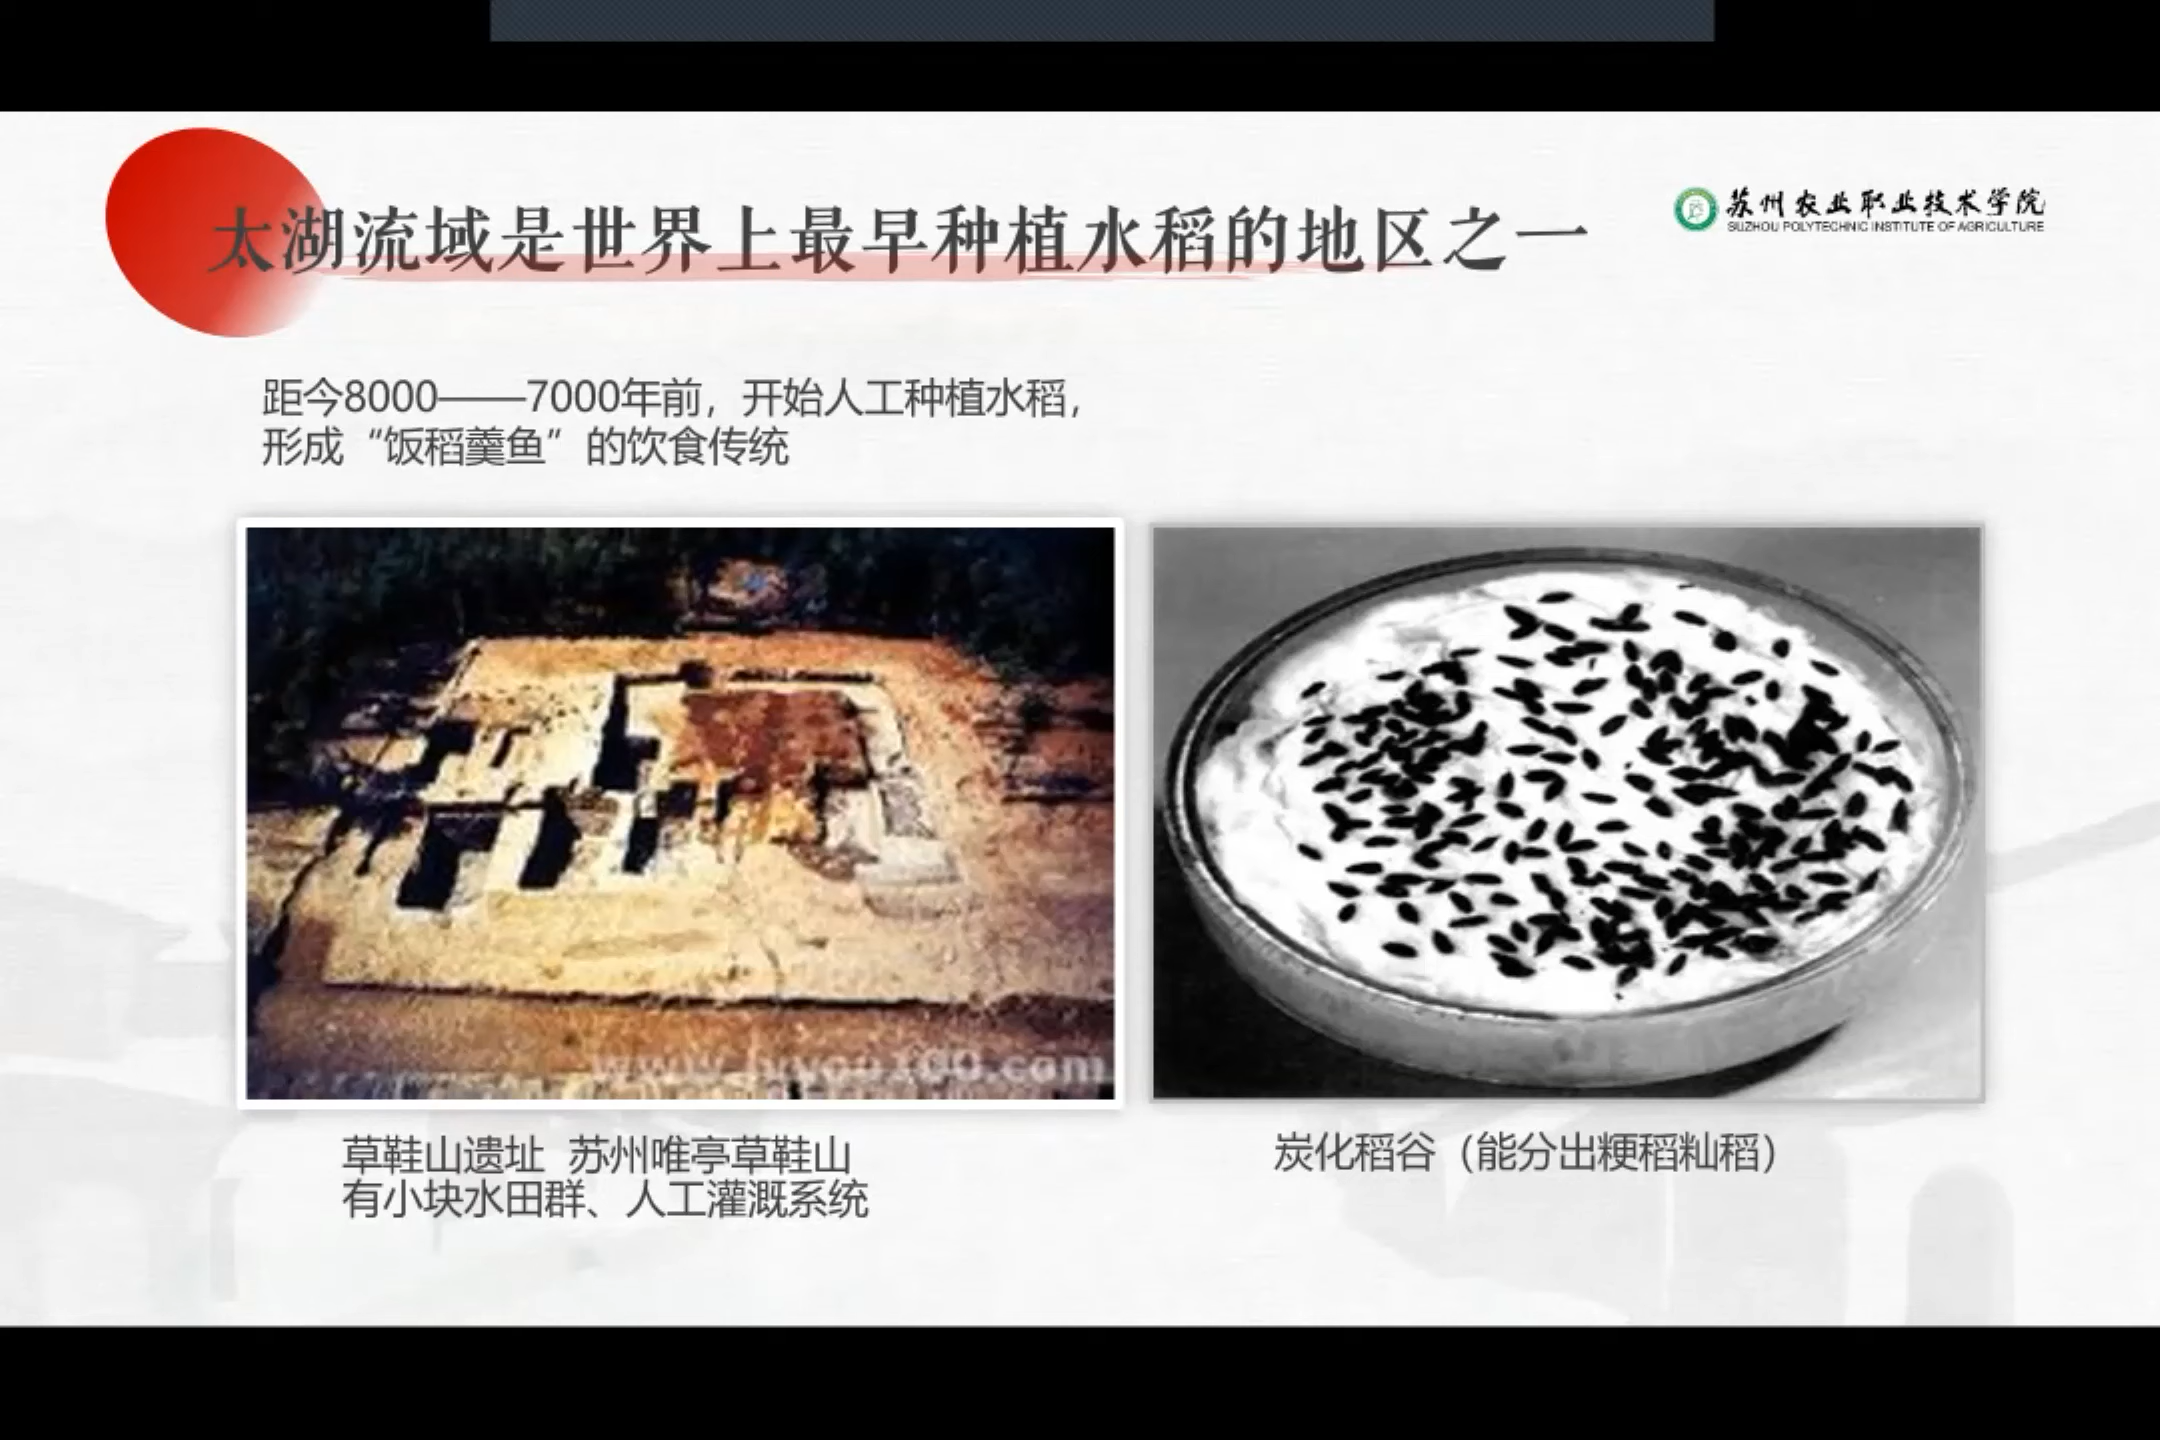 太湖流域是世界上最早种植水稻的地区之一
苏州农业职业技术学院
SUZHOU POLYTECHNIC INSTITUTE OF AGRICULTURE
距今8000——7000年前，开始人工种植水稻，
形成“饭稻羹鱼”的饮食传统
草鞋山遗址 苏州唯亭草鞋山
有小块水田群、人工灌溉系统
炭化稻谷（能分出粳稻籼稻）